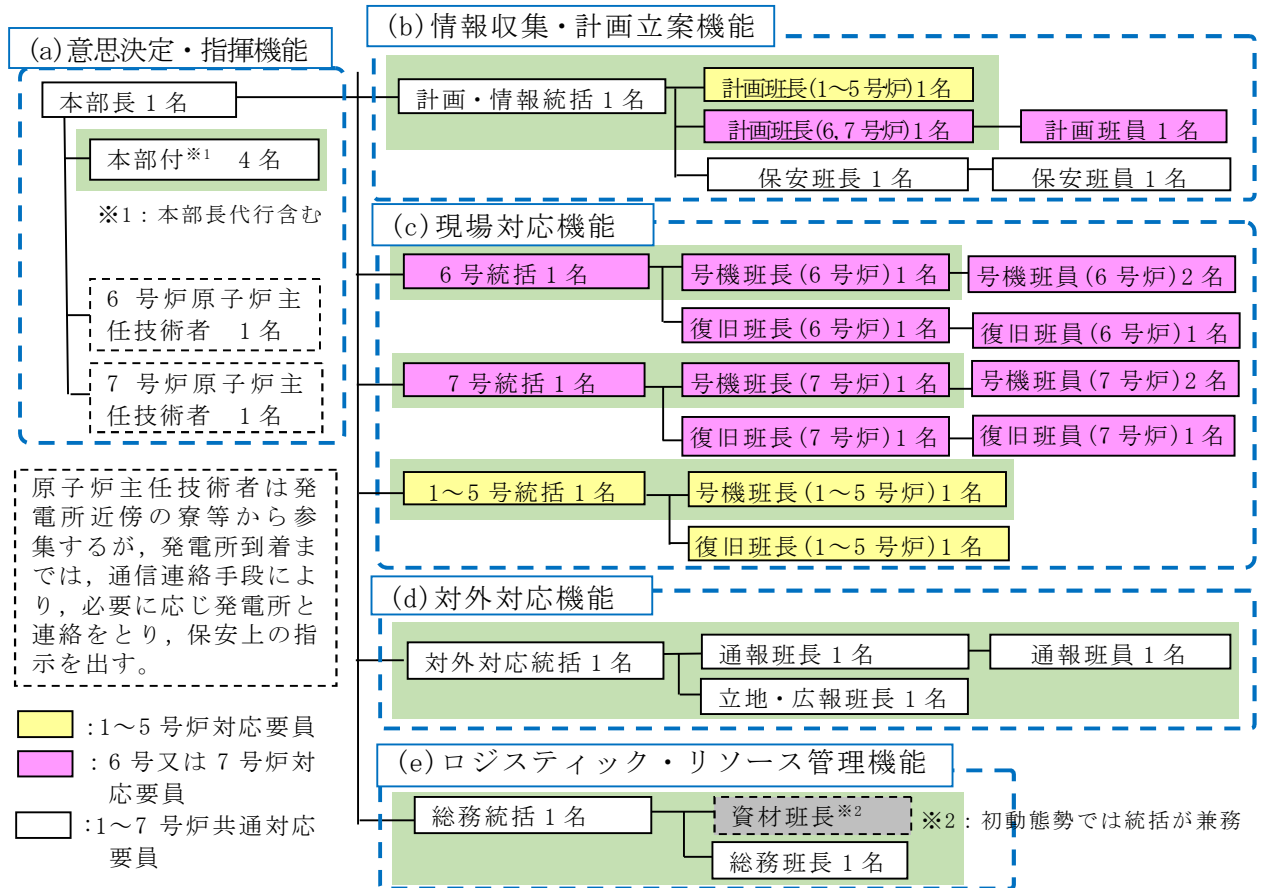 (a)意思決定・指揮機能
本部長 1 名
本部付※1 4 名
※1：本部長代行含む
6 号炉原子炉主
任技術者 1 名
7 号炉原子炉主
任技術者 1 名
原子炉主任技術者は発
電所近傍の寮等から参
集するが，発電所到着ま
では，通信連絡手段によ
り，必要に応じ発電所と
連絡をとり，保安上の指
示を出す。
:1～5 号炉対応要員
：6 号又は 7 号炉対
応要員
:1～7 号炉共通対応
要員
(b)情報収集・計画立案機能
計画・情報統括 1 名
計画班長(1～5 号炉)1 名
計画班長(6,7 号炉)1 名
計画班員 1 名
保安班長 1 名
保安班員 1 名
(c)現場対応機能
6 号統括 1 名
号機班長(6 号炉)1 名
号機班員(6 号炉)2 名
復旧班長(6 号炉)1 名
復旧班員(6 号炉)1 名
7 号統括 1 名
号機班長(7 号炉)1 名
号機班員(7 号炉)2 名
復旧班長(7 号炉)1 名
復旧班員(7 号炉)1 名
1～5 号統括 1 名
号機班長(1～5 号炉)1 名
復旧班長(1～5 号炉)1 名
(d)対外対応機能
対外対応統括 1 名
通報班長 1 名
通報班員 1 名
立地・広報班長 1 名
(e)ロジスティック・リソース管理機能
総務統括 1 名
資材班長※2
※2：初動態勢では統括が兼務
総務班長 1 名